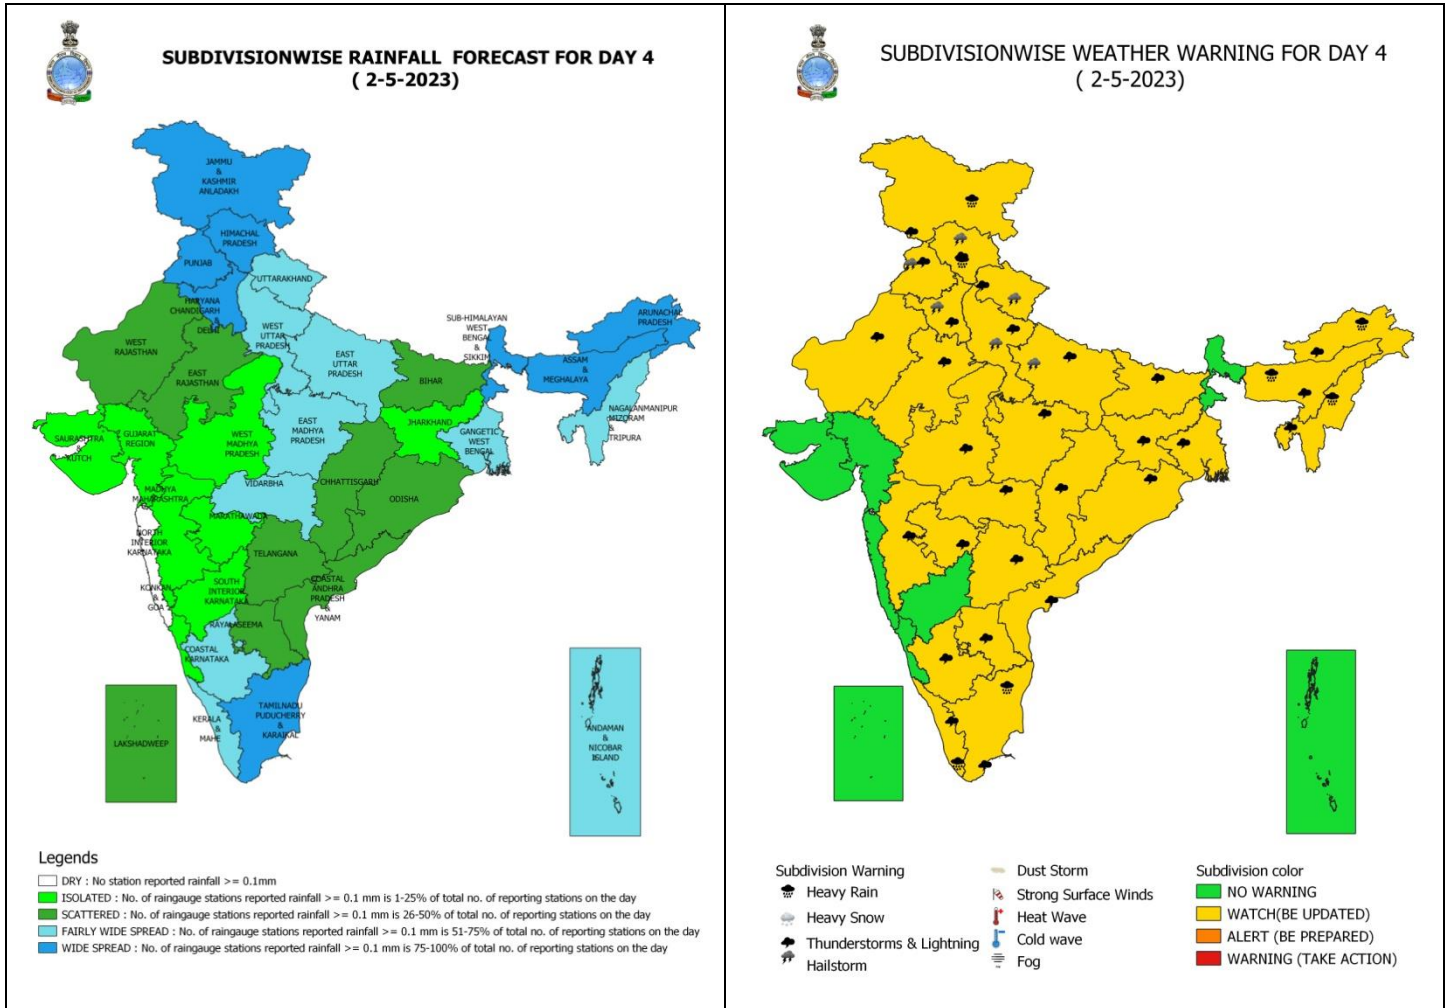 SUBDIVISIONWISE RAINFALL FORECAST FOR DAY 4
( 2-5-2023)
JAMMU
&
KASHMIR
ANLADAKH
HIMACHAL
PRADESH
PUNJAB
UTTARAKHAND
HARYANA
CHANDIGARH
&
DELHI
WEST
RAJASTHAN
WEST
UTTAR
PRADESH
EAST
UTTAR
PRADESH
EAST
RAJASTHAN
BIHAR
SUB-HIMALAYAN
WEST
BENGAL
&
SIKKIM
ARUNACHAL
PRADESH
ASSAM
&
MEGHALAYA
NAGALANMANIPUR
MIZORAM
&
TRIPURA
JHARKHAND
GANGETIC
WEST
BENGAL
EAST
MADHYA
PRADESH
WEST
MADHYA
PRADESH
GUJARAT
REGION
SAURASHTRA
&
KUTCH
VIDARBHA
CHHATTISGARH
ODISHA
MADHYA
MAHARASHTRA
MARATHAWADA
NORTH
INTERIOR
KARNATAKA
TELANGANA
KONKAN
&
GOA
SOUTH
INTERIOR
KARNATAKA
COASTAL
ANDHRA
PRADESH
&
YANAM
RAYALASEEMA
COASTAL
KARNATAKA
TAMILNADU
PUDUCHERRY
&
KARAIKAL
KERALA
&
MAHE
LAKSHADWEEP
ANDAMAN
&
NICOBAR
ISLAND
Legends
DRY : No station reported rainfall >= 0.1mm
ISOLATED : No. of raingauge stations reported rainfall >= 0.1 mm is 1-25% of total no. of reporting stations on the day
SCATTERED : No. of raingauge stations reported rainfall >= 0.1 mm is 26-50% of total no. of reporting stations on the day
FAIRLY WIDE SPREAD : No. of raingauge stations reported rainfall >= 0.1 mm is 51-75% of total no. of reporting stations on the day
WIDE SPREAD : No. of raingauge stations reported rainfall >= 0.1 mm is 75-100% of total no. of reporting stations on the day
SUBDIVISIONWISE WEATHER WARNING FOR DAY 4
( 2-5-2023)
Subdivision Warning
Heavy Rain
Heavy Snow
Thunderstorms & Lightning
Hailstorm
Dust Storm
Strong Surface Winds
Heat Wave
Cold wave
Fog
Subdivision color
NO WARNING
WATCH(BE UPDATED)
ALERT (BE PREPARED)
WARNING (TAKE ACTION)